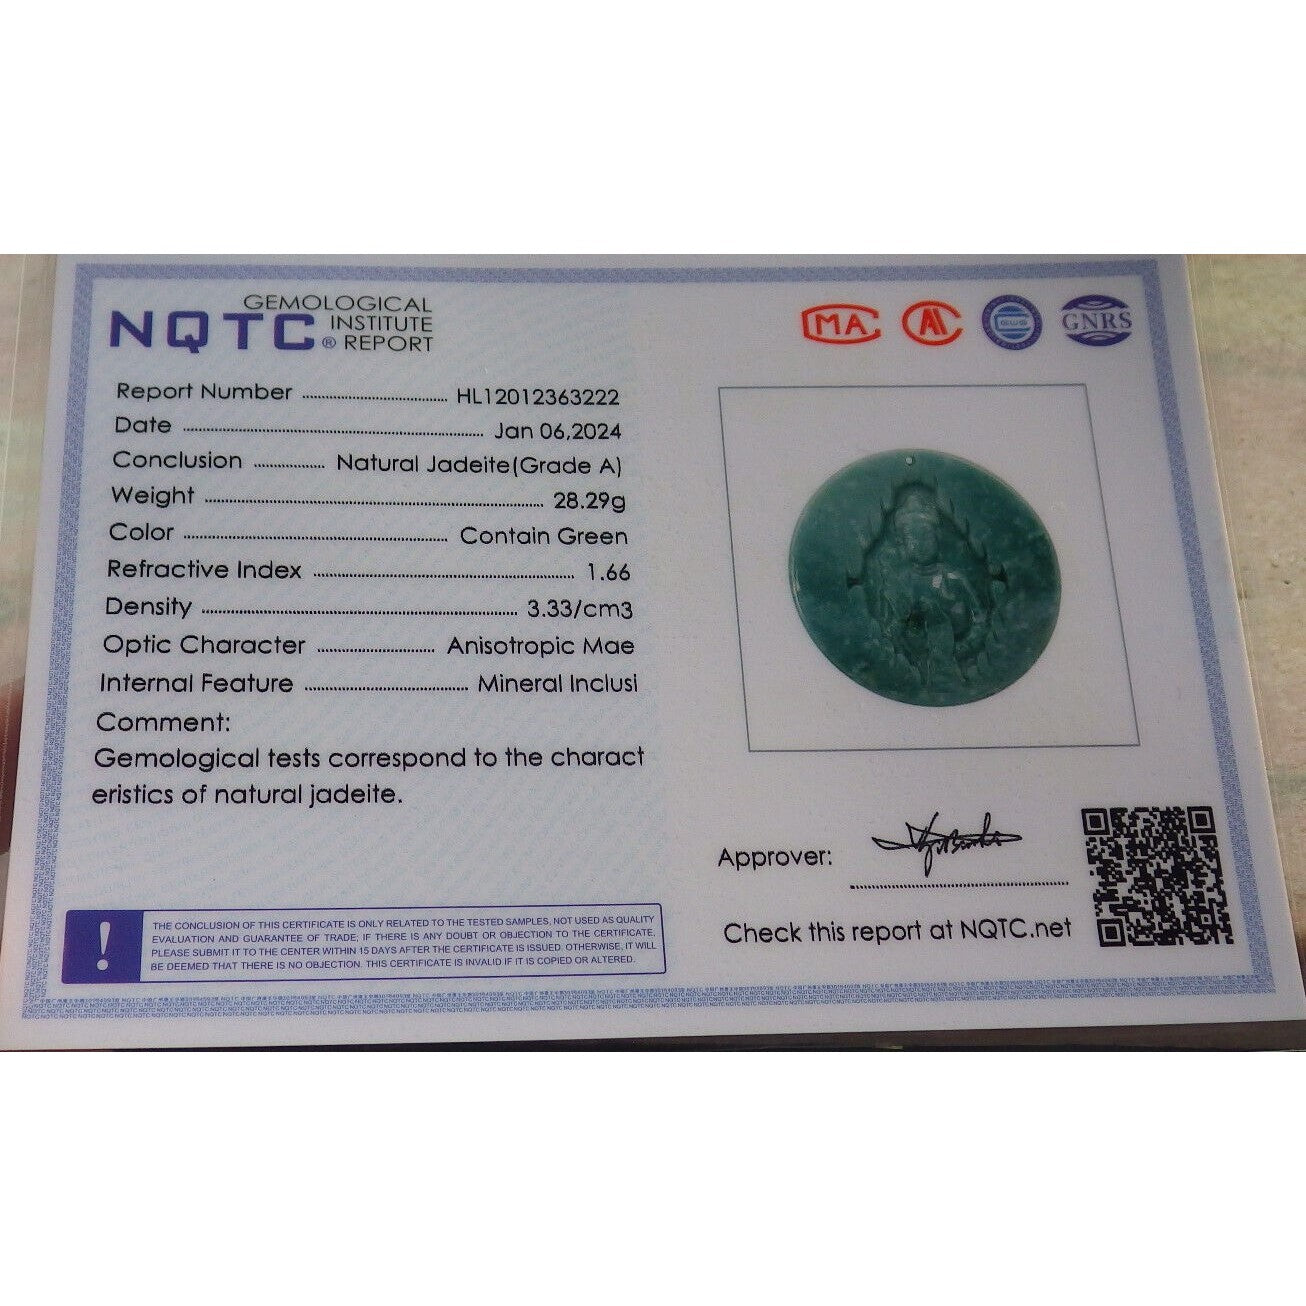 NQTC® GEMOLOGICAL
INSTITUTE
REPORT
MA
GWG
GNRS
Report Number HL12012363222
Date Jan 06,2024
Conclusion Natural Jadeite(Grade A)
Weight 28.29g
Color Contain Green
Refractive Index 1.66
Density 3.33/cm3
Optic Character Anisotropic Mae
Internal Feature Mineral Inclusi
Comment:
Gemological tests correspond to the charact
eristics of natural jadeite.
Approver:
Check this report at NQTC.net
!
THE CONCLUSION OF THIS CERTIFICATE IS ONLY RELATED TO THE TESTED SAMPLES, NOT USED AS QUALITY
EVALUATION AND GUARANTEE OF TRADE; IF THERE IS ANY DOUBT OR OBJECTION TO THE CERTIFICATE,
PLEASE SUBMIT IT TO THE CENTER WITHIN 15 DAYS AFTER THE CERTIFICATE IS ISSUED. OTHERWISE, IT WILL
BE DEEMED THAT THERE IS NO OBJECTION. THIS CERTIFICATE IS INVALID IF IT IS COPIED OR ALTERED.